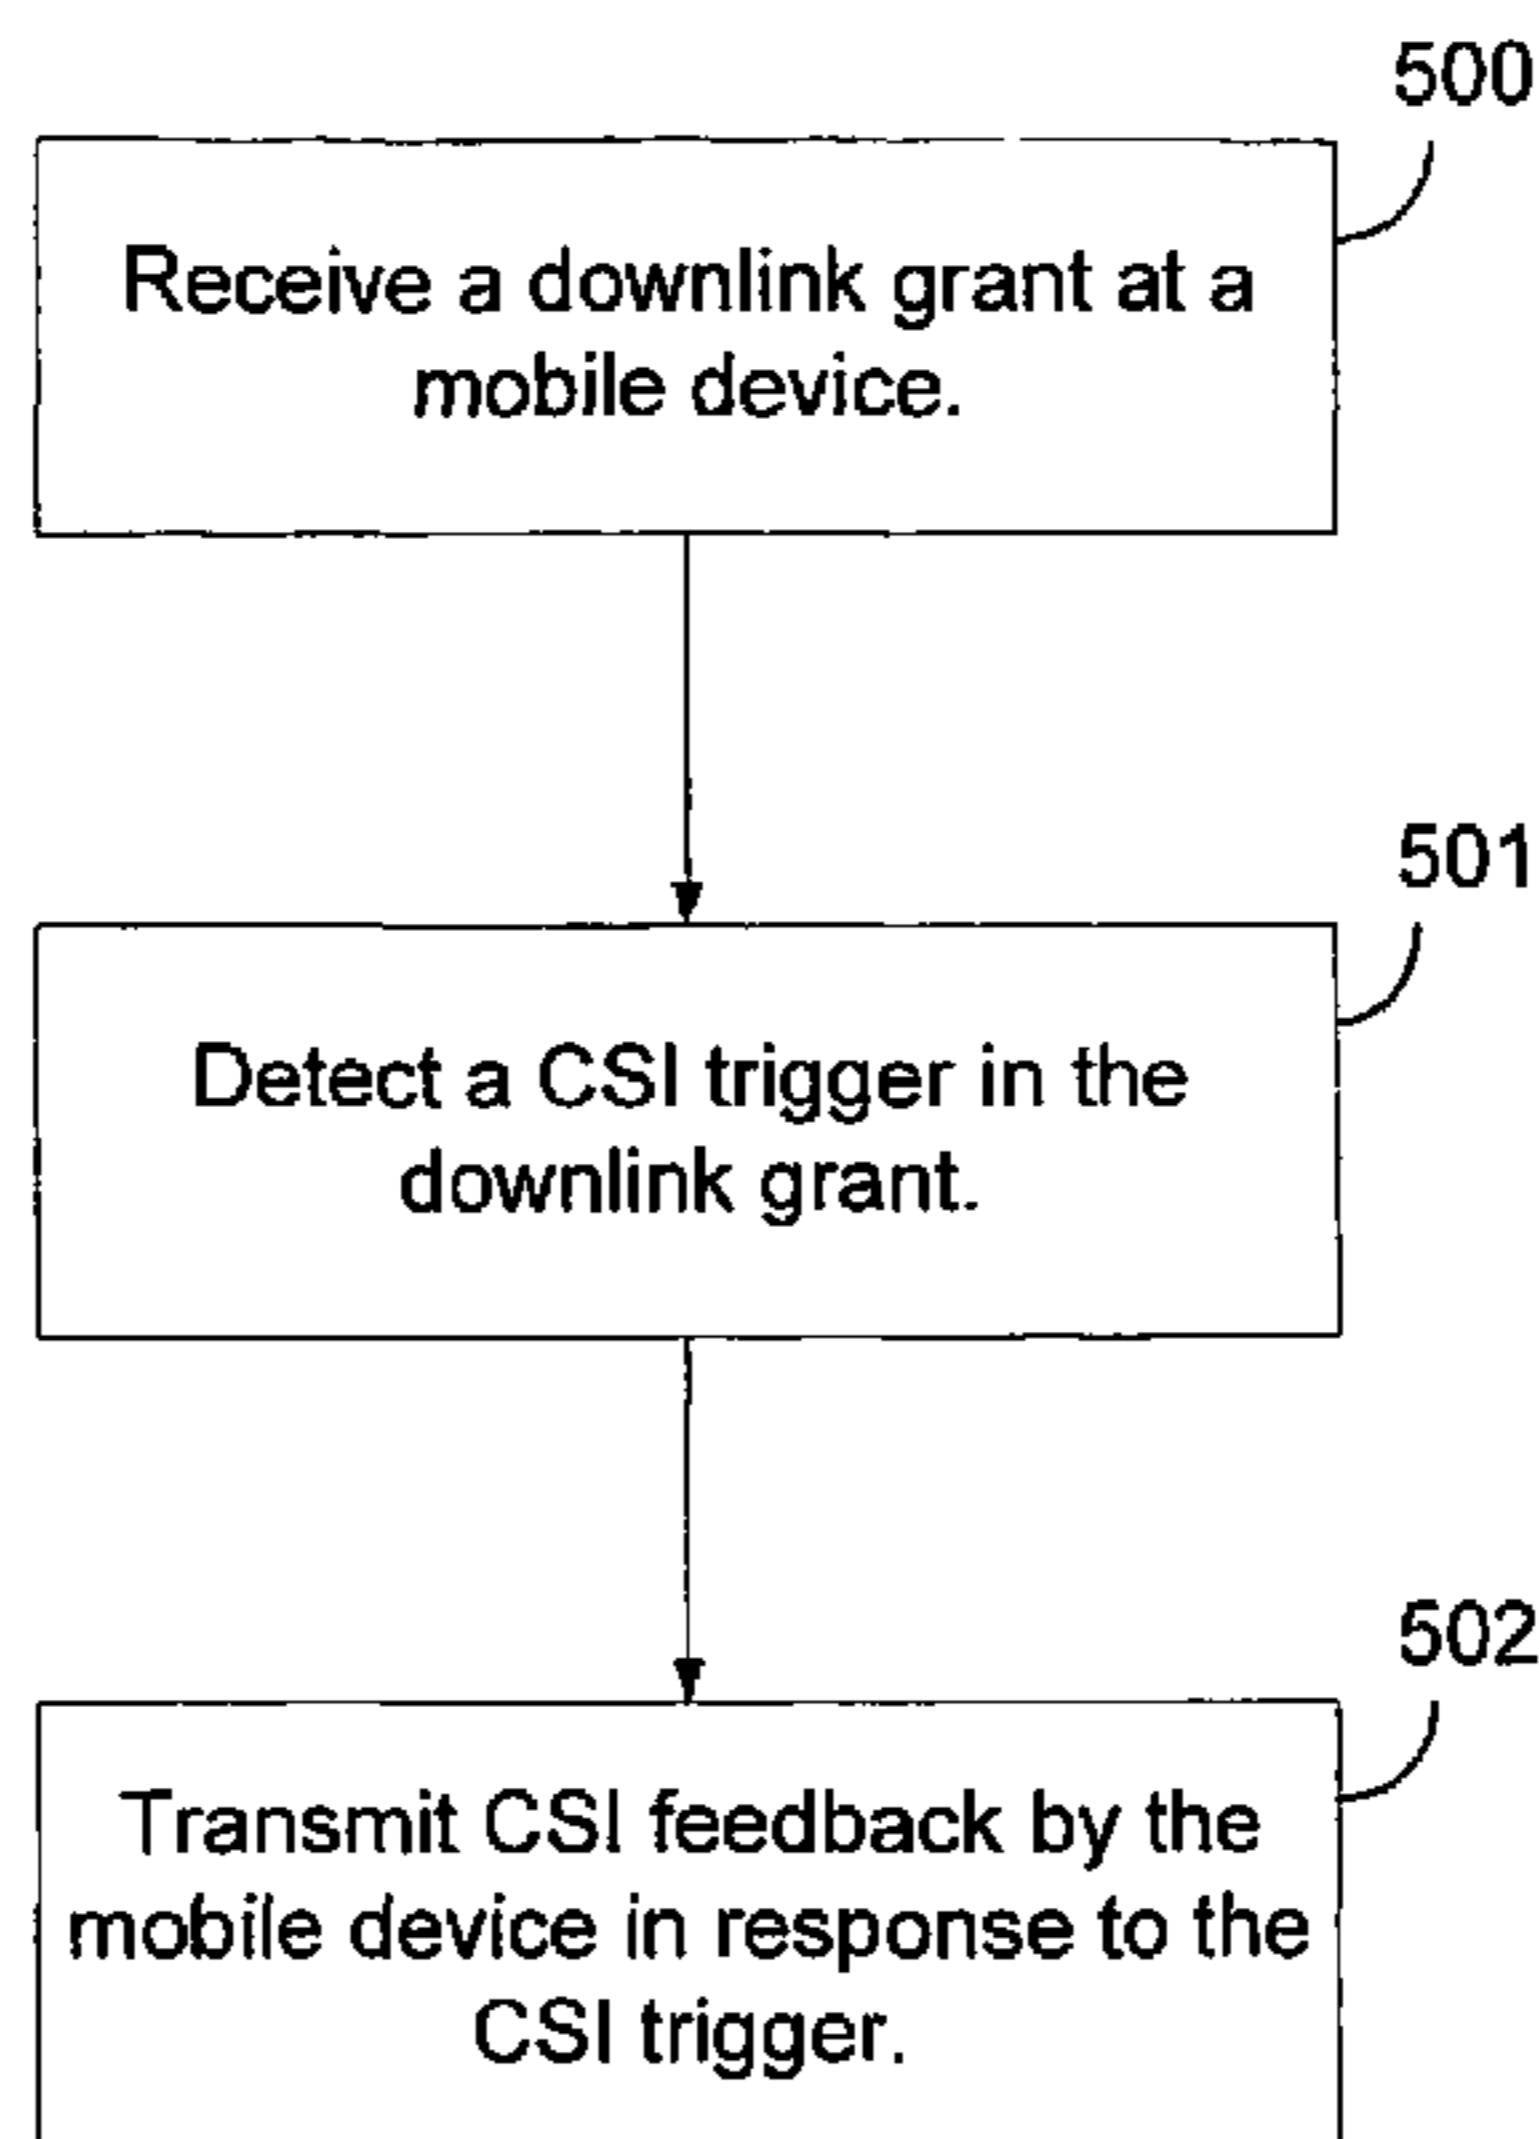 500
Receive a downlink grant at a
mobile device.
501
Detect a CSI trigger in the
downlink grant.
502
Transmit CSI feedback by the
mobile device in response to the
CSI trigger.